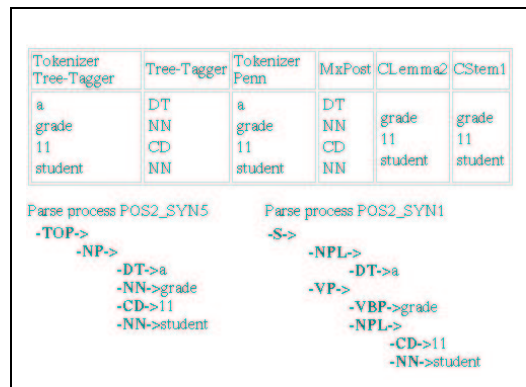 Tokenizer Tree-Tagger Tree-Tagger Tokenizer Penn MxPost CLemma2 CStem1
a DT a DT
grade NN grade NN grade grade
11 CD 11 CD 11 11
student NN student NN student student
Parse process POS2_SYN5
-TOP->
-NP->
-DT->a
-NN->grade
-CD->11
-NN->student
Parse process POS2_SYN1
-S->
-NPL->
-DT->a
-VP->
-VBP->grade
-NPL->
-CD->11
-NN->student